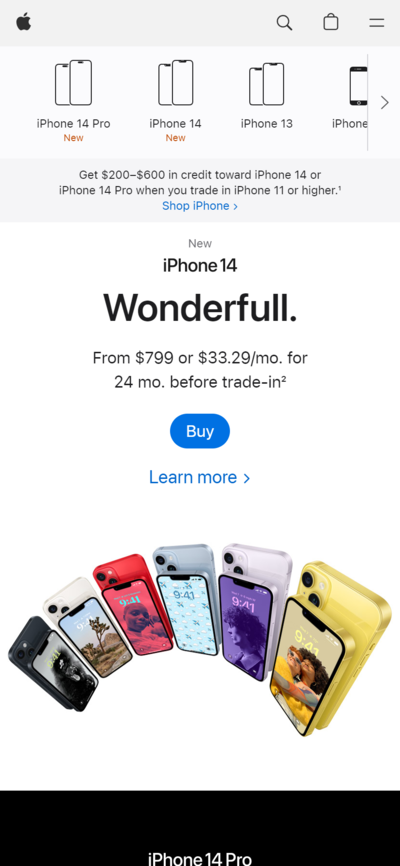 iPhone 14 Pro
New
iPhone 14
New
iPhone 13
iPhone
Get $200–$600 in credit toward iPhone 14 or
iPhone 14 Pro when you trade in iPhone 11 or higher.¹
Shop iPhone >
New
iPhone 14
Wonderfull.
From $799 or $33.29/mo. for
24 mo. before trade-in²
Buy
Learn more >
9:41
9:41
9:41
9:41
9:41
iPhone 14 Pro